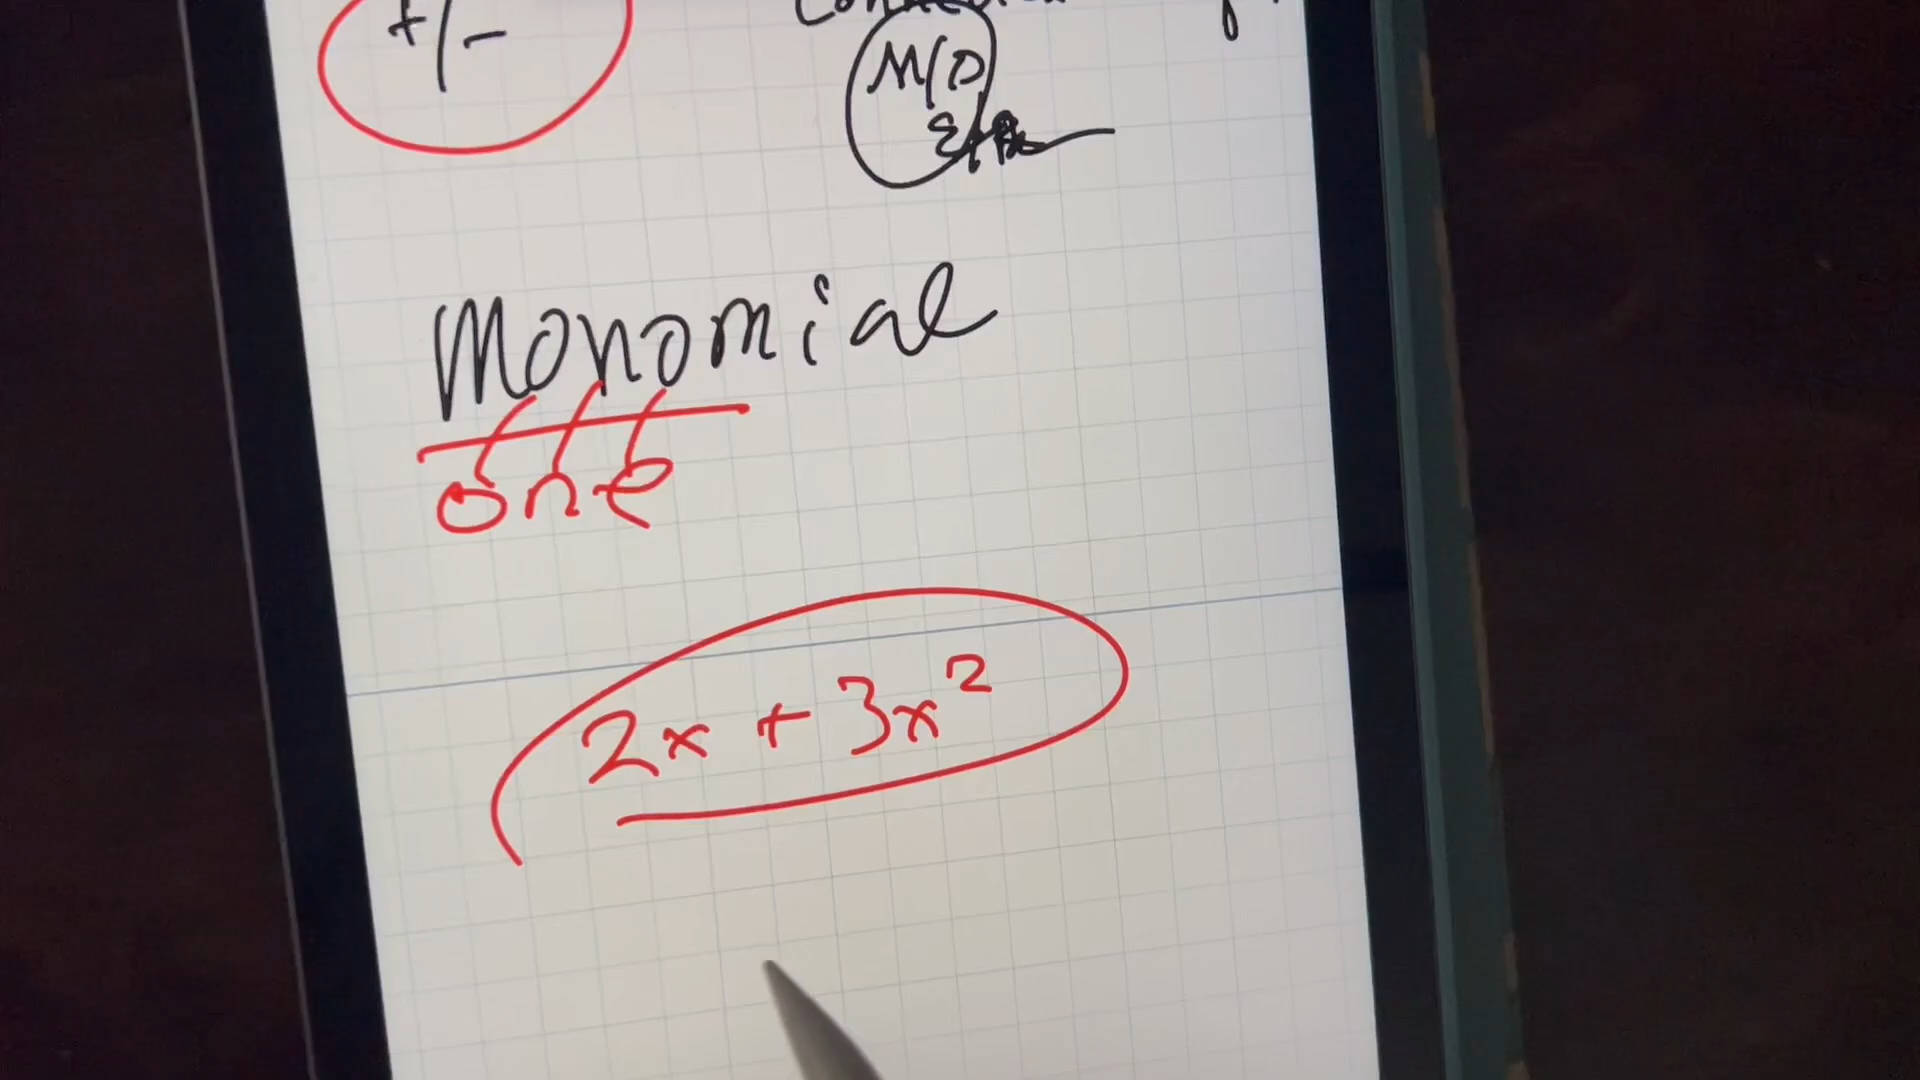 +/-
M/D
Monomial
one
2x + 3x²